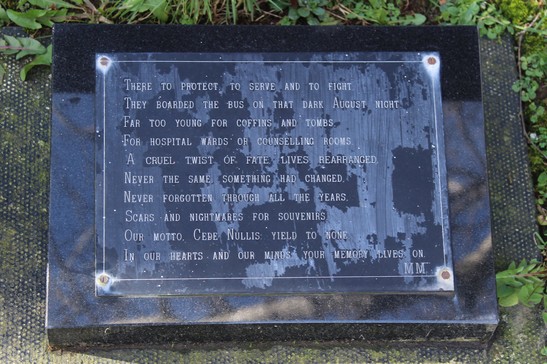 There to protect, to serve and to fight
They boarded the bus on that dark August night
Far too young for coffins and tombs
For hospital wards or counselling rooms
A cruel twist of fate lives rearranged
Never the same something had changed.
Never forgotten through all the years,
Scars and nightmares for souvenirs
Our motto, Cede Nullis: yield to none
In our hearts and our minds your memory lives on.
MM